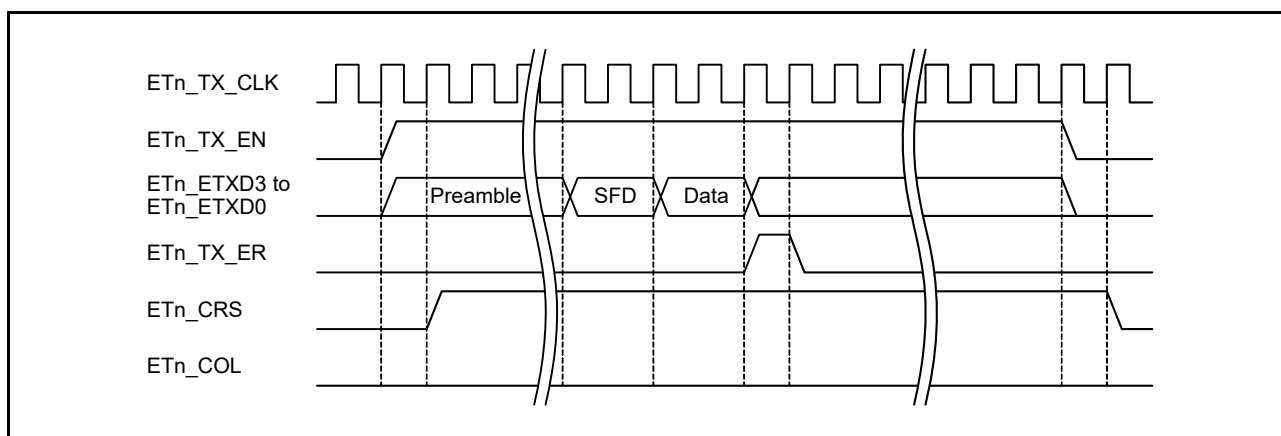 ETn_TX_CLK
ETn_TX_EN
ETn_ETXD3 to
ETn_ETXD0
Preamble SFD Data
ETn_TX_ER
ETn_CRS
ETn_COL